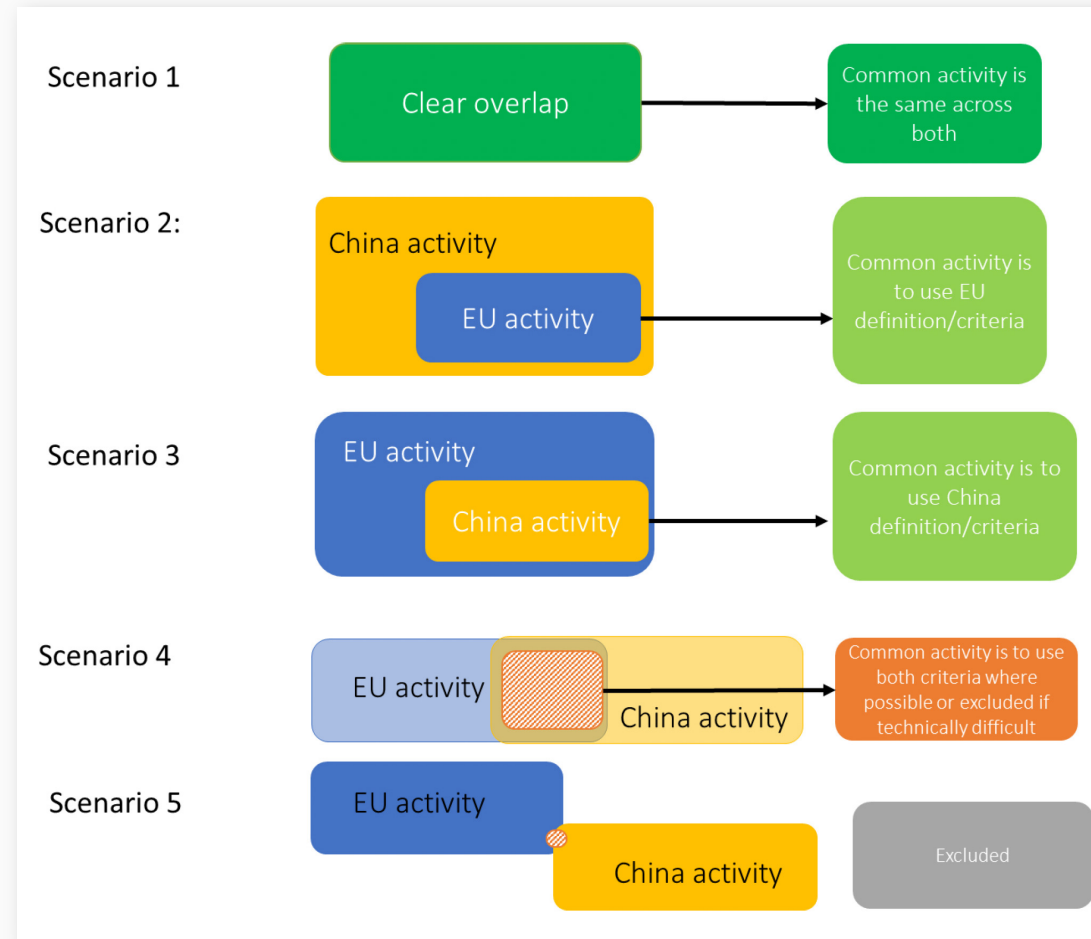 Scenario 1
Clear overlap
Common activity is
the same across
both
Scenario 2:
China activity
EU activity
Common activity is
to use EU
definition/criteria
Scenario 3
EU activity
China activity
Common activity is to
use China
definition/criteria
Scenario 4
EU activity
China activity
Common activity is to use
both criteria where
possible or excluded if
technically difficult
Scenario 5
EU activity
China activity
Excluded